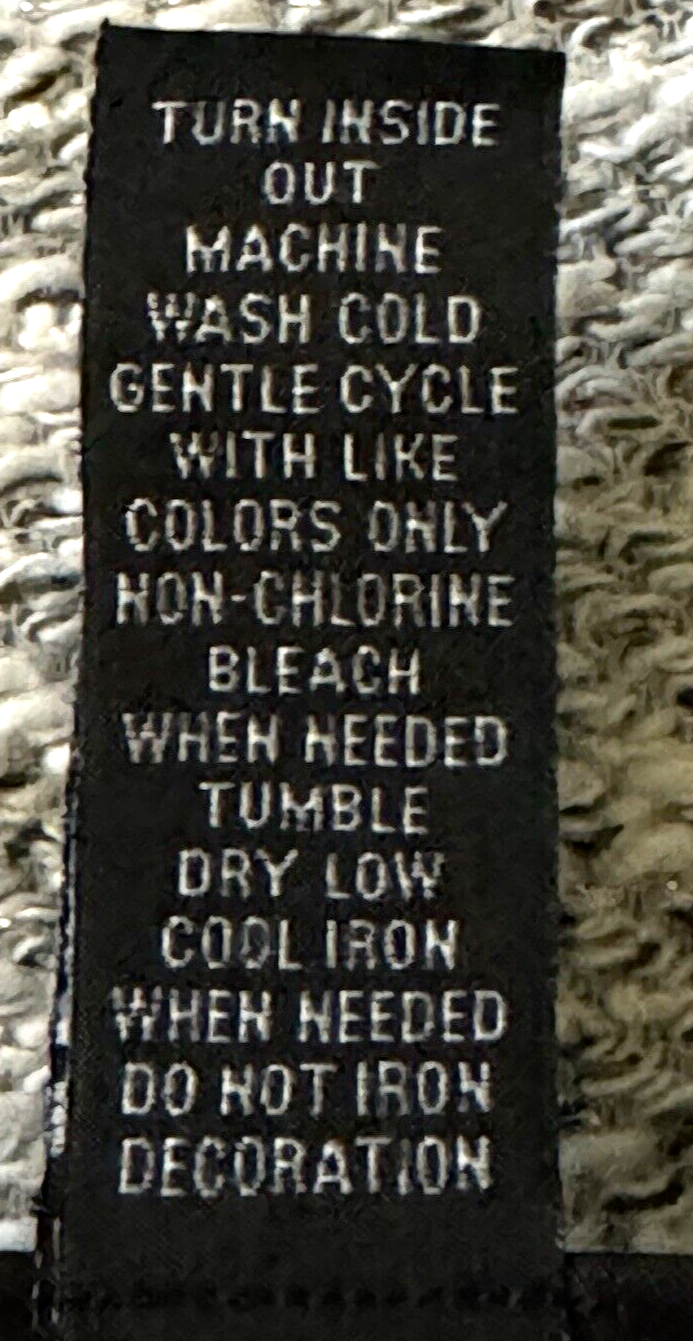 TURN INSIDE
OUT
MACHINE
WASH COLD
GENTLE CYCLE
WITH LIKE
COLORS ONLY
NON-CHLORINE
BLEACH
WHEN NEEDED
TUMBLE
DRY LOW
COOL IRON
WHEN NEEDED
DO NOT IRON
DECORATION